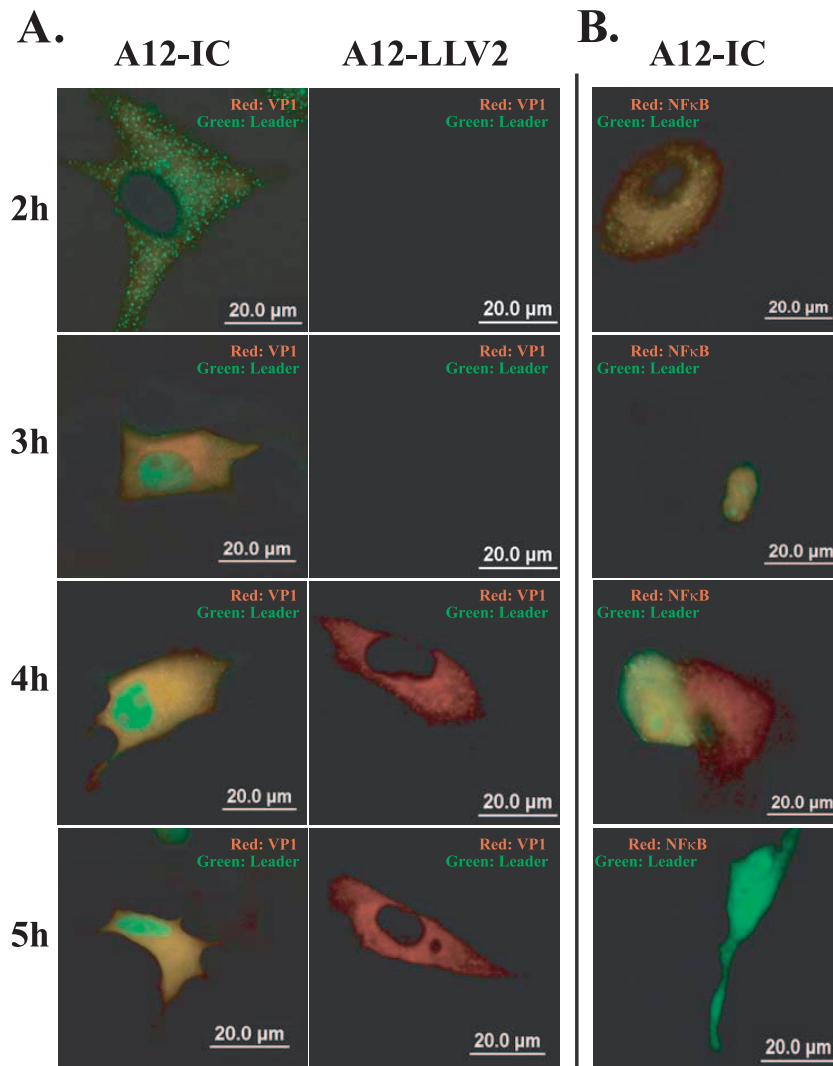 A.
B.
A12-IC
A12-LLV2
A12-IC
2h
Red: VP1
Green: Leader
20.0 µm
Red: VP1
Green: Leader
20.0 µm
Red: NFκB
Green: Leader
20.0 µm
3h
Red: VP1
Green: Leader
20.0 µm
Red: VP1
Green: Leader
20.0 µm
Red: NFκB
Green: Leader
20.0 µm
4h
Red: VP1
Green: Leader
20.0 µm
Red: VP1
Green: Leader
20.0 µm
Red: NFκB
Green: Leader
20.0 µm
5h
Red: VP1
Green: Leader
20.0 µm
Red: VP1
Green: Leader
20.0 µm
Red: NFκB
Green: Leader
20.0 µm